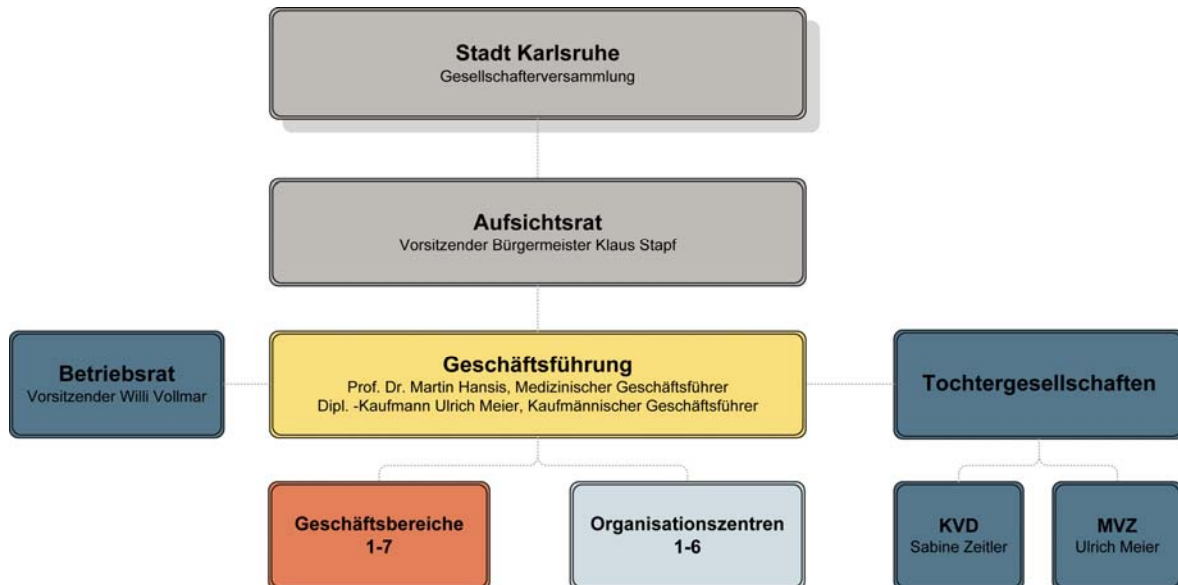 Stadt Karlsruhe
Gesellschafterversammlung
Aufsichtsrat
Vorsitzender Bürgermeister Klaus Stapf
Betriebsrat
Vorsitzender Willi Vollmar
Geschäftsführung
Prof. Dr. Martin Hansis, Medizinischer Geschäftsführer
Dipl. -Kaufmann Ulrich Meier, Kaufmännischer Geschäftsführer
Tochtergesellschaften
Geschäftsbereiche
1-7
Organisationszentren
1-6
KVD
Sabine Zeitler
MVZ
Ulrich Meier